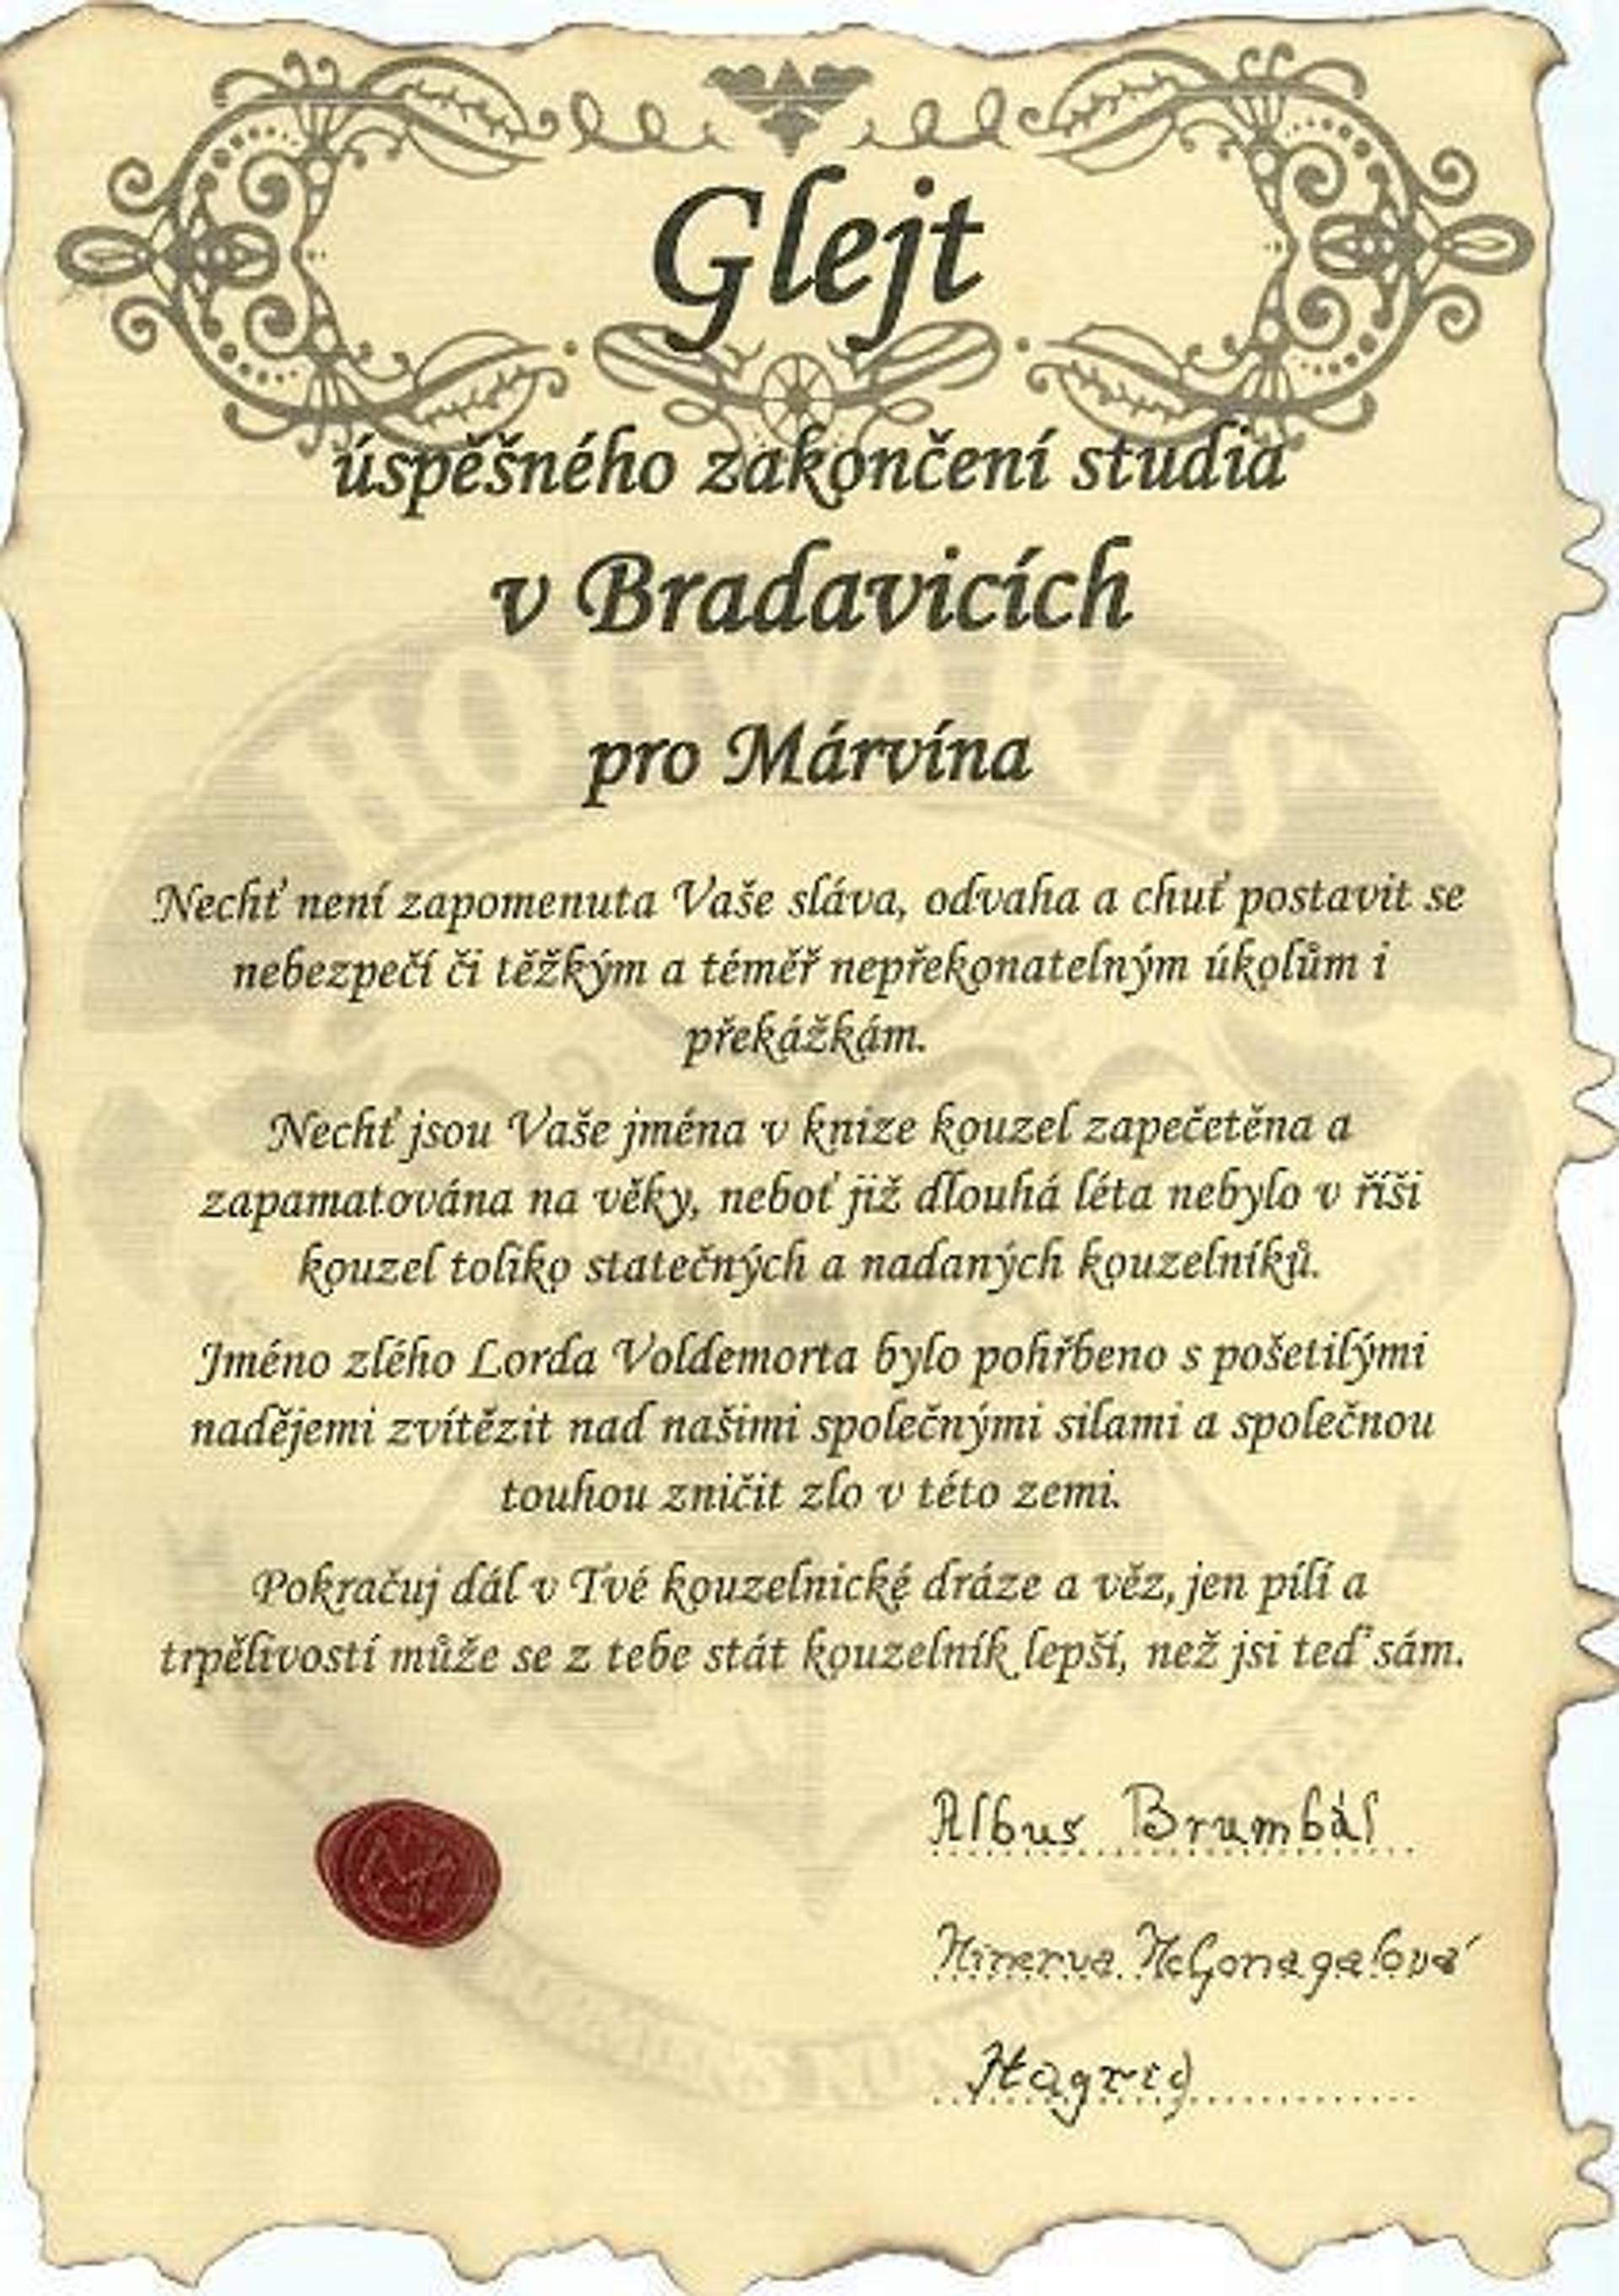 Glejt
úspěšného zakončení studia
v Bradavicích
HOGWARTS
pro Márvína
Nechť není zapomenuta Vaše sláva, odvaha a chuť postavit se
nebezpečí či těžkým a téměř nepřekonatelným úkolům i
překážkám.
Nechť jsou Vaše jména v knize kouzel zapečetěna a
zapamatována na věky, neboť již dlouhá léta nebylo v říši
kouzel toliko statečných a nadaných kouzelníků.
Jméno zlého Lorda Voldemorta bylo pohřbeno s pošetilými
nadějemi zvítězit nad našimi společnými silami a společnou
touhou zničit zlo v této zemi.
Pokračuj dál v Tvé kouzelnické dráze a věz, jen pílí a
trpělivostí může se z tebe stát kouzelník lepší, než jsi teď sám.
Albus Brumbál
Minerva McGonagalová
Hagrid